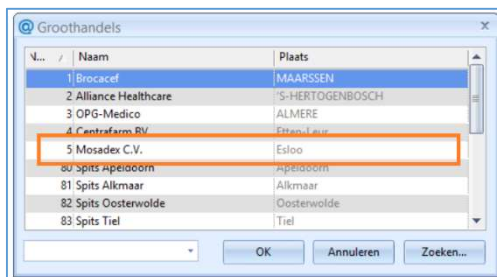 Groothandels
V... Naam Plaats
1 Brocacef MAARSSEN
2 Alliance Healthcare 'S-HERTOGENBOSCH
3 OPG-Medico ALMERE
4 Centrafarm BV Etten-Leur
5 Mosadex C.V. Esloo
80 Spits Apeldoorn Apeldoorn
81 Spits Alkmaar Alkmaar
82 Spits Oosterwolde Oosterwolde
83 Spits Tiel Tiel
OK Annuleren Zoeken...